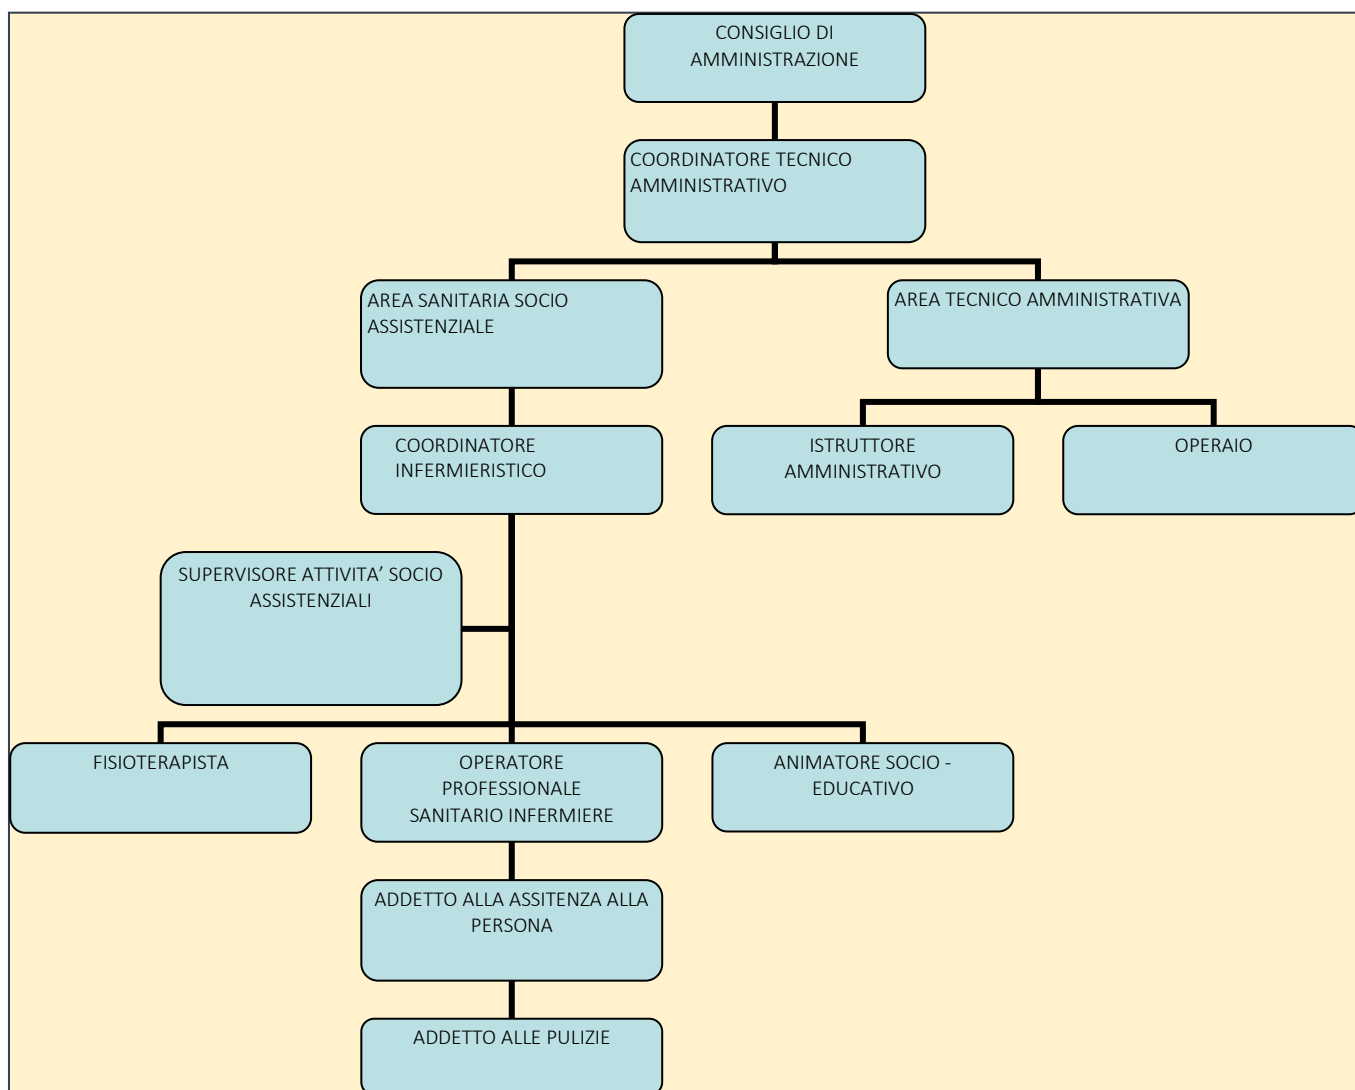 CONSIGLIO DI
AMMINISTRAZIONE
COORDINATORE TECNICO
AMMINISTRATIVO
AREA SANITARIA SOCIO
ASSISTENZIALE
AREA TECNICO AMMINISTRATIVA
COORDINATORE
INFERMIERISTICO
ISTRUTTORE
AMMINISTRATIVO
OPERAIO
SUPERVISORE ATTIVITA’ SOCIO
ASSISTENZIALI
FISIOTERAPISTA
OPERATORE
PROFESSIONALE
SANITARIO INFERMIERE
ANIMATORE SOCIO -
EDUCATIVO
ADDETTO ALLA ASSITENZA ALLA
PERSONA
ADDETTO ALLE PULIZIE